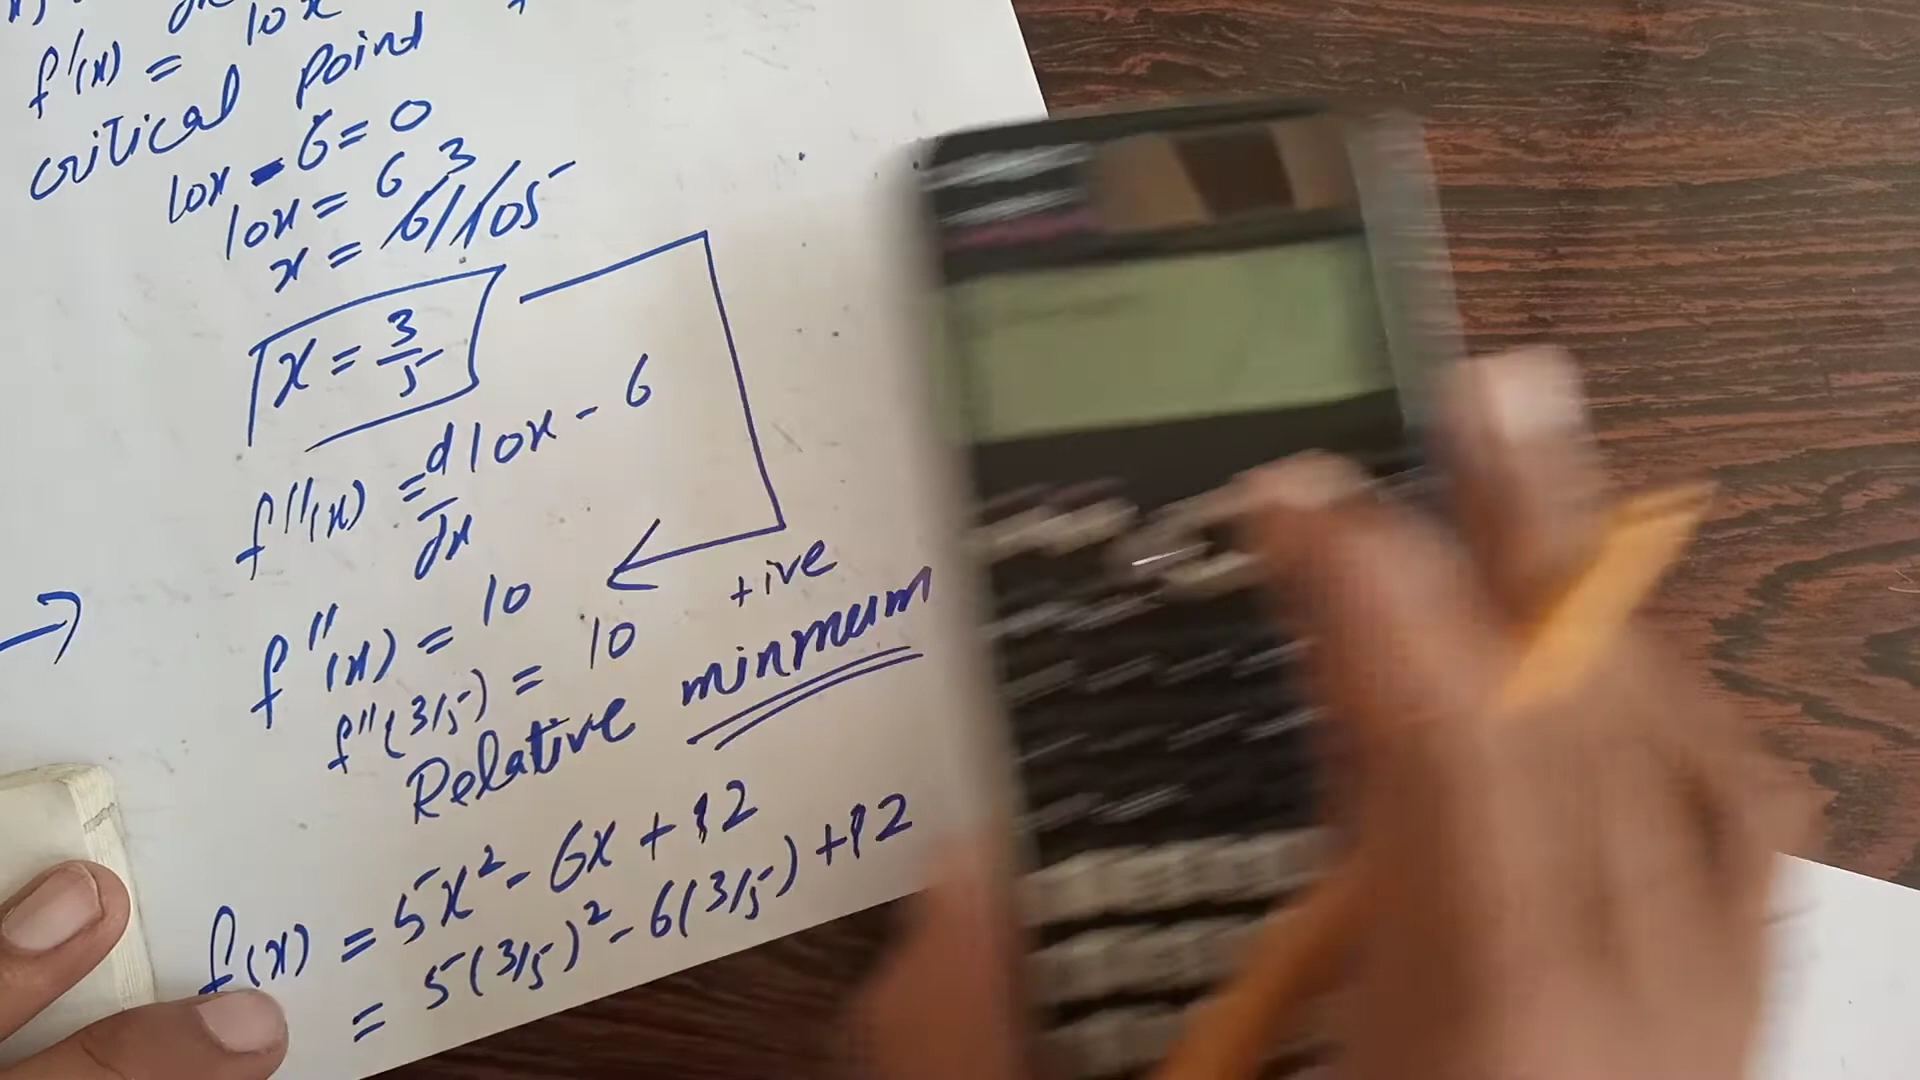 f'(x) = 10x
critical point
10x - 6 = 0
10x = 6
x = 6/10 3 5
x = 3/5
f''(x) = d/dx 10x - 6
f''(x) = 10
f''(3/5) = 10 +ive
Relative minmum
f(x) = 5x² - 6x + 12
= 5(3/5)² - 6(3/5) + 12